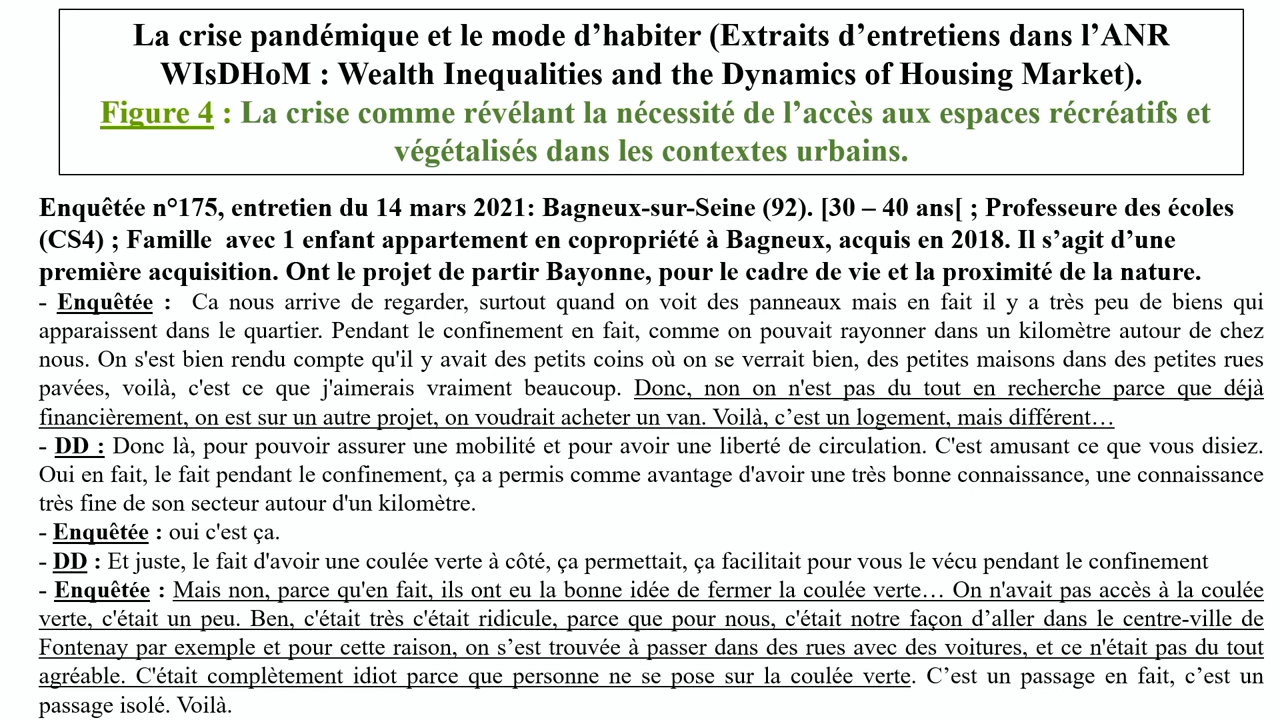 La crise pandémique et le mode d’habiter (Extraits d’entretiens dans l’ANR
WIsDHoM : Wealth Inequalities and the Dynamics of Housing Market).
Figure 4 : La crise comme révélant la nécessité de l’accès aux espaces récréatifs et
végétalisés dans les contextes urbains.
Enquêtée n°175, entretien du 14 mars 2021: Bagneux-sur-Seine (92). [30 – 40 ans[ ; Professeure des écoles
(CS4) ; Famille avec 1 enfant appartement en copropriété à Bagneux, acquis en 2018. Il s’agit d’une
première acquisition. Ont le projet de partir Bayonne, pour le cadre de vie et la proximité de la nature.
- Enquêtée : Ca nous arrive de regarder, surtout quand on voit des panneaux mais en fait il y a très peu de biens qui
apparaissent dans le quartier. Pendant le confinement en fait, comme on pouvait rayonner dans un kilomètre autour de chez
nous. On s'est bien rendu compte qu'il y avait des petits coins où on se verrait bien, des petites maisons dans des petites rues
pavées, voilà, c'est ce que j'aimerais vraiment beaucoup. Donc, non on n'est pas du tout en recherche parce que déjà
financièrement, on est sur un autre projet, on voudrait acheter un van. Voilà, c’est un logement, mais différent…
- DD : Donc là, pour pouvoir assurer une mobilité et pour avoir une liberté de circulation. C'est amusant ce que vous disiez.
Oui en fait, le fait pendant le confinement, ça a permis comme avantage d'avoir une très bonne connaissance, une connaissance
très fine de son secteur autour d'un kilomètre.
- Enquêtée : oui c'est ça.
- DD : Et juste, le fait d'avoir une coulée verte à côté, ça permettait, ça facilitait pour vous le vécu pendant le confinement
- Enquêtée : Mais non, parce qu'en fait, ils ont eu la bonne idée de fermer la coulée verte… On n'avait pas accès à la coulée
verte, c'était un peu. Ben, c'était très c'était ridicule, parce que pour nous, c'était notre façon d’aller dans le centre-ville de
Fontenay par exemple et pour cette raison, on s’est trouvée à passer dans des rues avec des voitures, et ce n'était pas du tout
agréable. C'était complètement idiot parce que personne ne se pose sur la coulée verte. C’est un passage en fait, c’est un
passage isolé. Voilà.